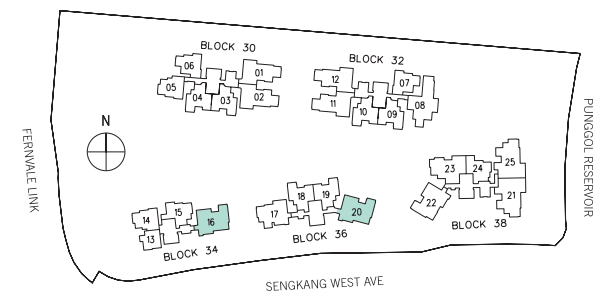 BLOCK 30
06
01
05
04
03
02
BLOCK 32
12
07
11
10
09
08
N
FERNVALE LINK
PUNGGOL RESERVOIR
14
15
16
13
BLOCK 34
18
19
17
20
BLOCK 36
23
24
25
22
21
BLOCK 38
SENGKANG WEST AVE